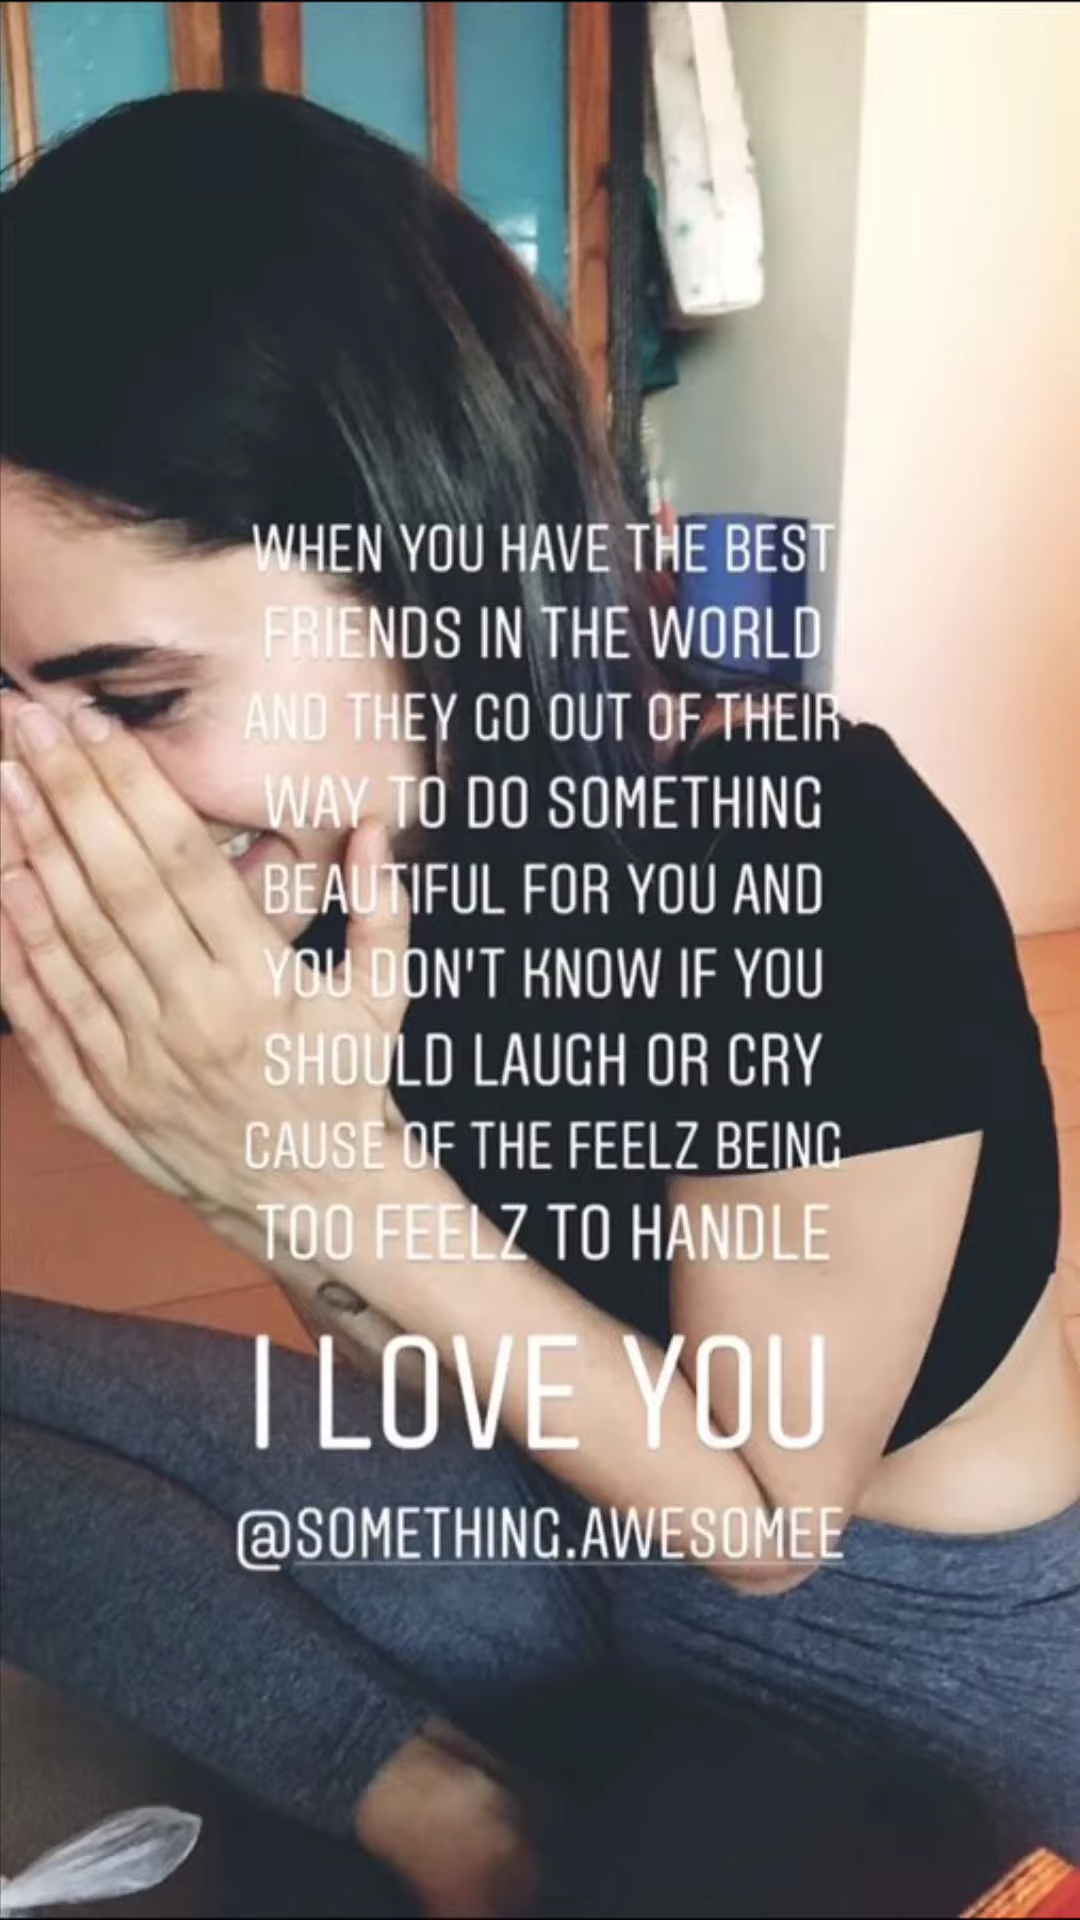 WHEN YOU HAVE THE BEST
FRIENDS IN THE WORLD
AND THEY GO OUT OF THEIR
WAY TO DO SOMETHING
BEAUTIFUL FOR YOU AND
YOU DON'T KNOW IF YOU
SHOULD LAUGH OR CRY
CAUSE OF THE FEELZ BEING
TOO FEELZ TO HANDLE
I LOVE YOU
@SOMETHING.AWESOMEE